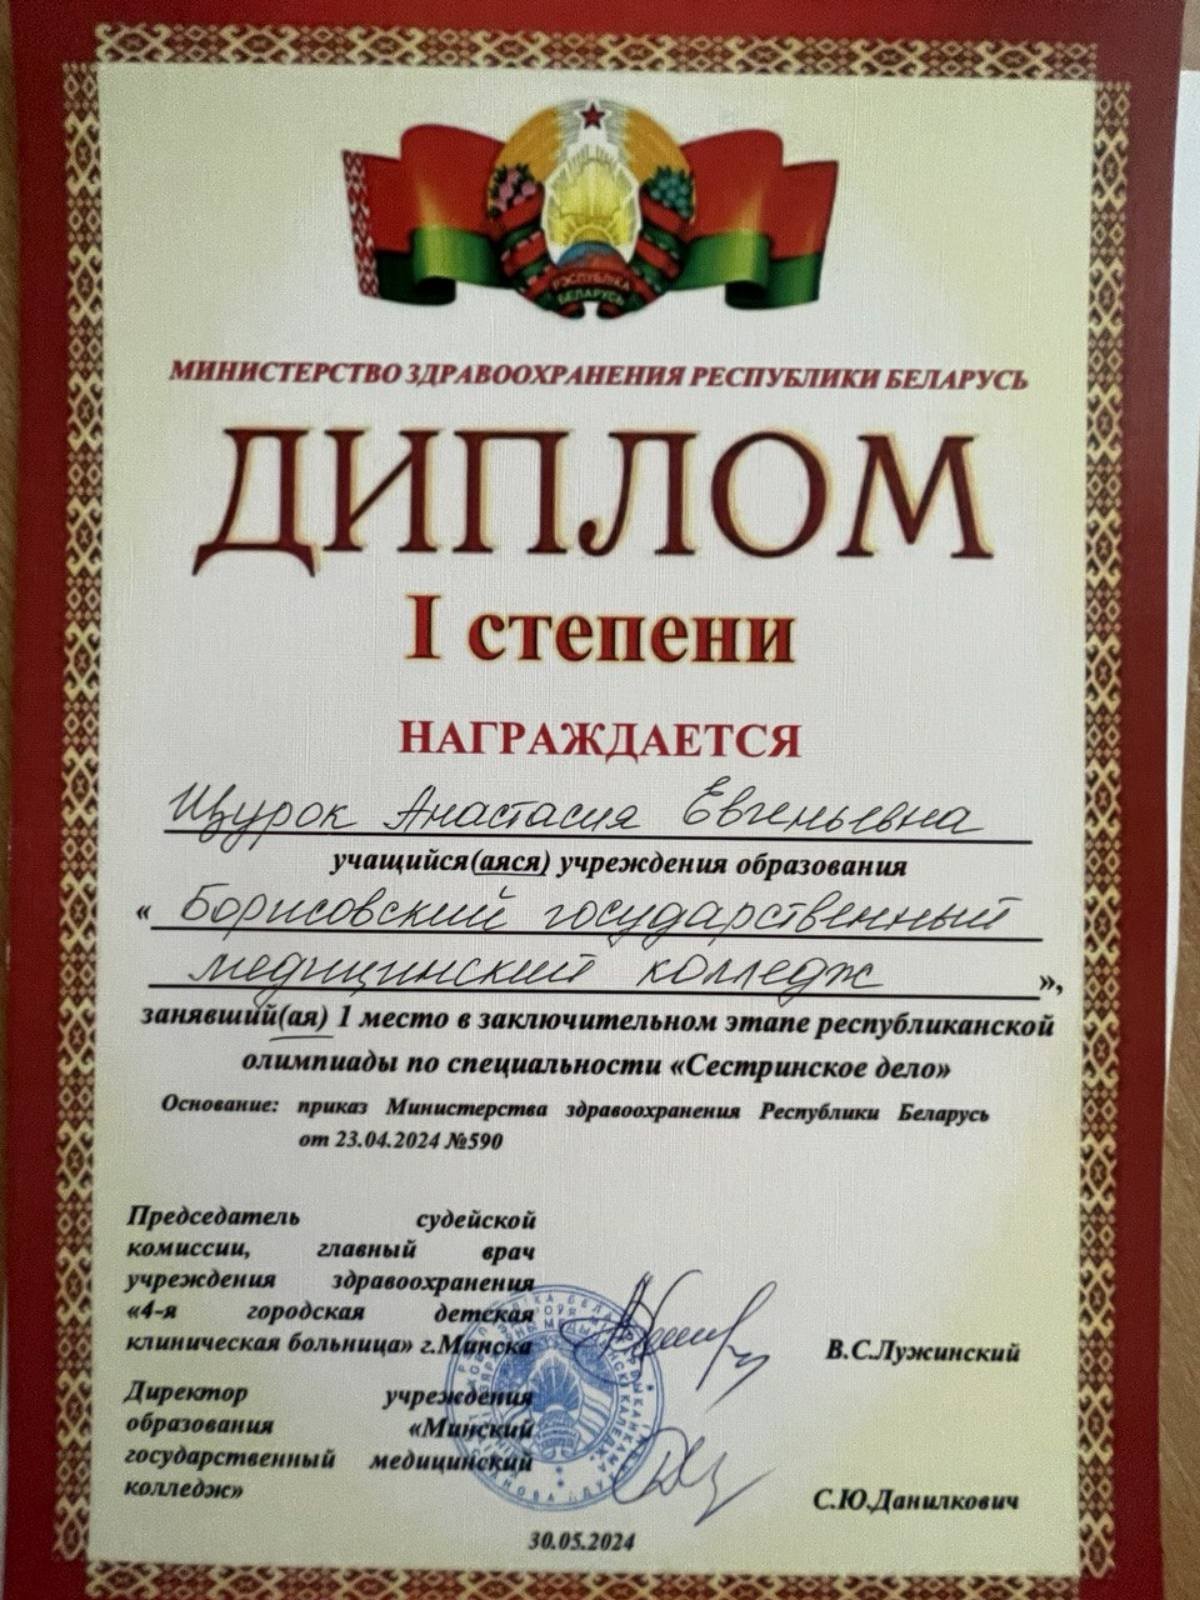 РЭСПУБЛІКА
БЕЛАРУСЬ
МИНИСТЕРСТВО ЗДРАВООХРАНЕНИЯ РЕСПУБЛИКИ БЕЛАРУСЬ
ДИПЛОМ
I степени
НАГРАЖДАЕТСЯ
Щурок Анастасия Евгеньевна
учащийся(аяся) учреждения образования
« Борисовский государственный
медицинский колледж »,
занявший(ая) 1 место в заключительном этапе республиканской
олимпиады по специальности «Сестринское дело»
Основание: приказ Министерства здравоохранения Республики Беларусь
от 23.04.2024 №590
Председатель судейской
комиссии, главный врач
учреждения здравоохранения
«4-я городская детская
клиническая больница» г.Минска
В.С.Лужинский
Директор учреждения
образования «Минский
государственный медицинский
колледж»
С.Ю.Данилкович
30.05.2024